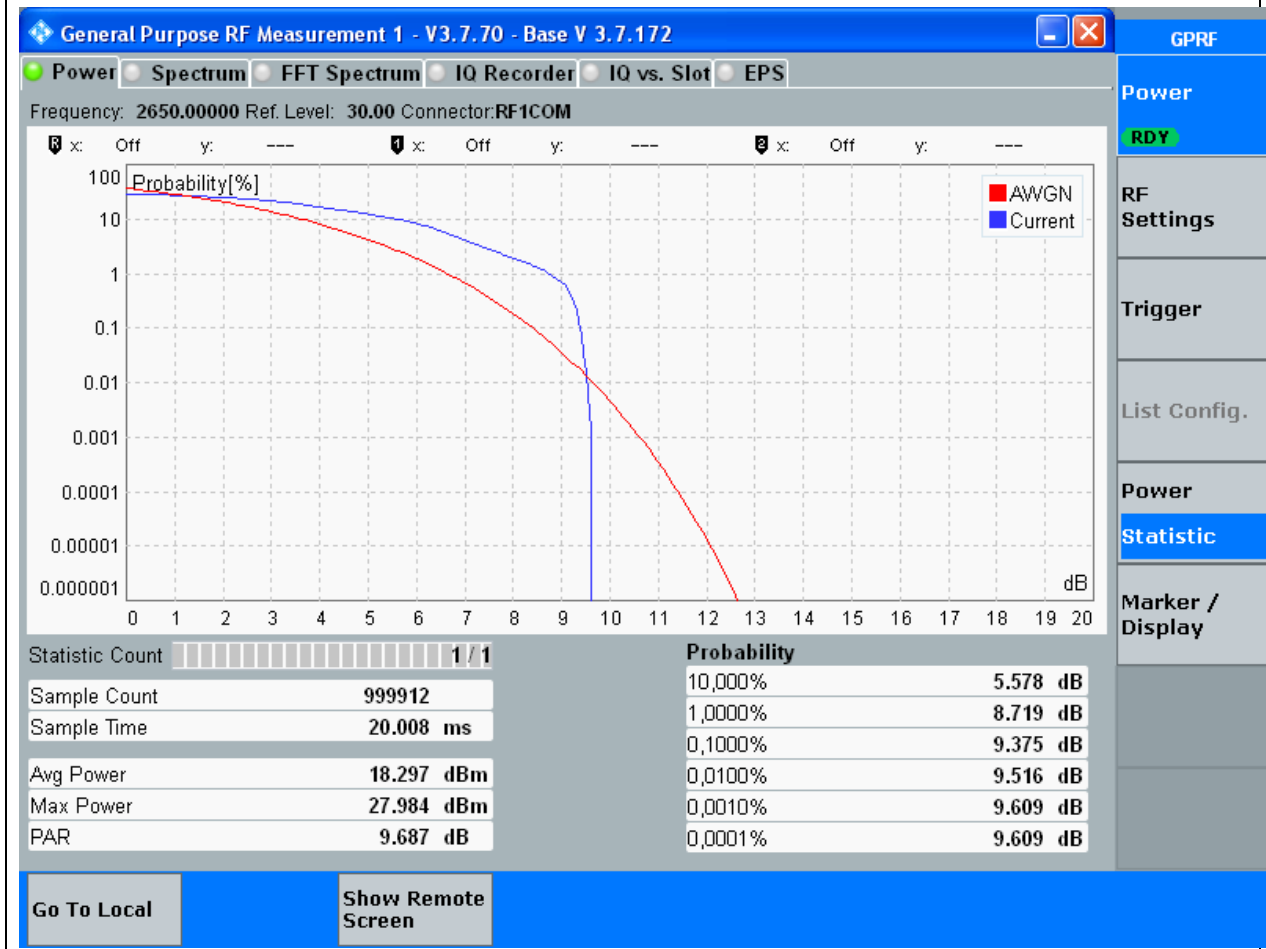 General Purpose RF Measurement 1 - V3.7.70 - Base V 3.7.172
GPRF
Power Spectrum FFT Spectrum IQ Recorder IQ vs. Slot EPS
Frequency: 2650.00000 Ref. Level: 30.00 Connector:RF1COM
R x: Off y: --- 1 x: Off y: --- 2 x: Off y: ---
Probability[%]
AWGN
Current
100
10
1
0.1
0.01
0.001
0.0001
0.00001
0.000001
dB
0 1 2 3 4 5 6 7 8 9 10 11 12 13 14 15 16 17 18 19 20
Statistic Count 1 / 1
Sample Count 999912
Sample Time 20.008 ms
Avg Power 18.297 dBm
Max Power 27.984 dBm
PAR 9.687 dB
Probability
10,000% 5.578 dB
1,0000% 8.719 dB
0,1000% 9.375 dB
0,0100% 9.516 dB
0,0010% 9.609 dB
0,0001% 9.609 dB
Power
RDY
RF
Settings
Trigger
List Config.
Power
Statistic
Marker /
Display
Go To Local
Show Remote
Screen